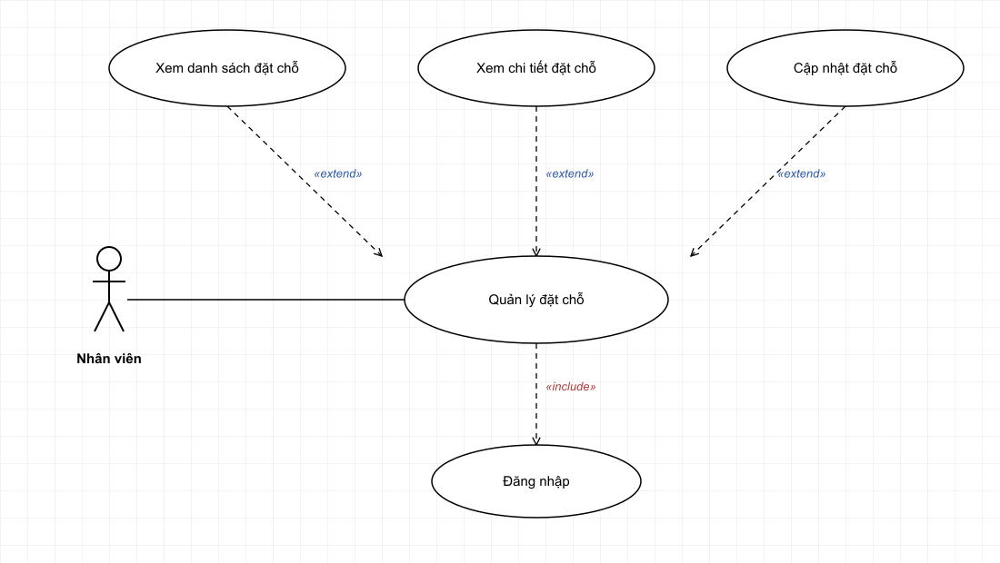 Xem danh sách đặt chỗ
Xem chi tiết đặt chỗ
Cập nhật đặt chỗ
«extend»
«extend»
«extend»
Quản lý đặt chỗ
Nhân viên
«include»
Đăng nhập